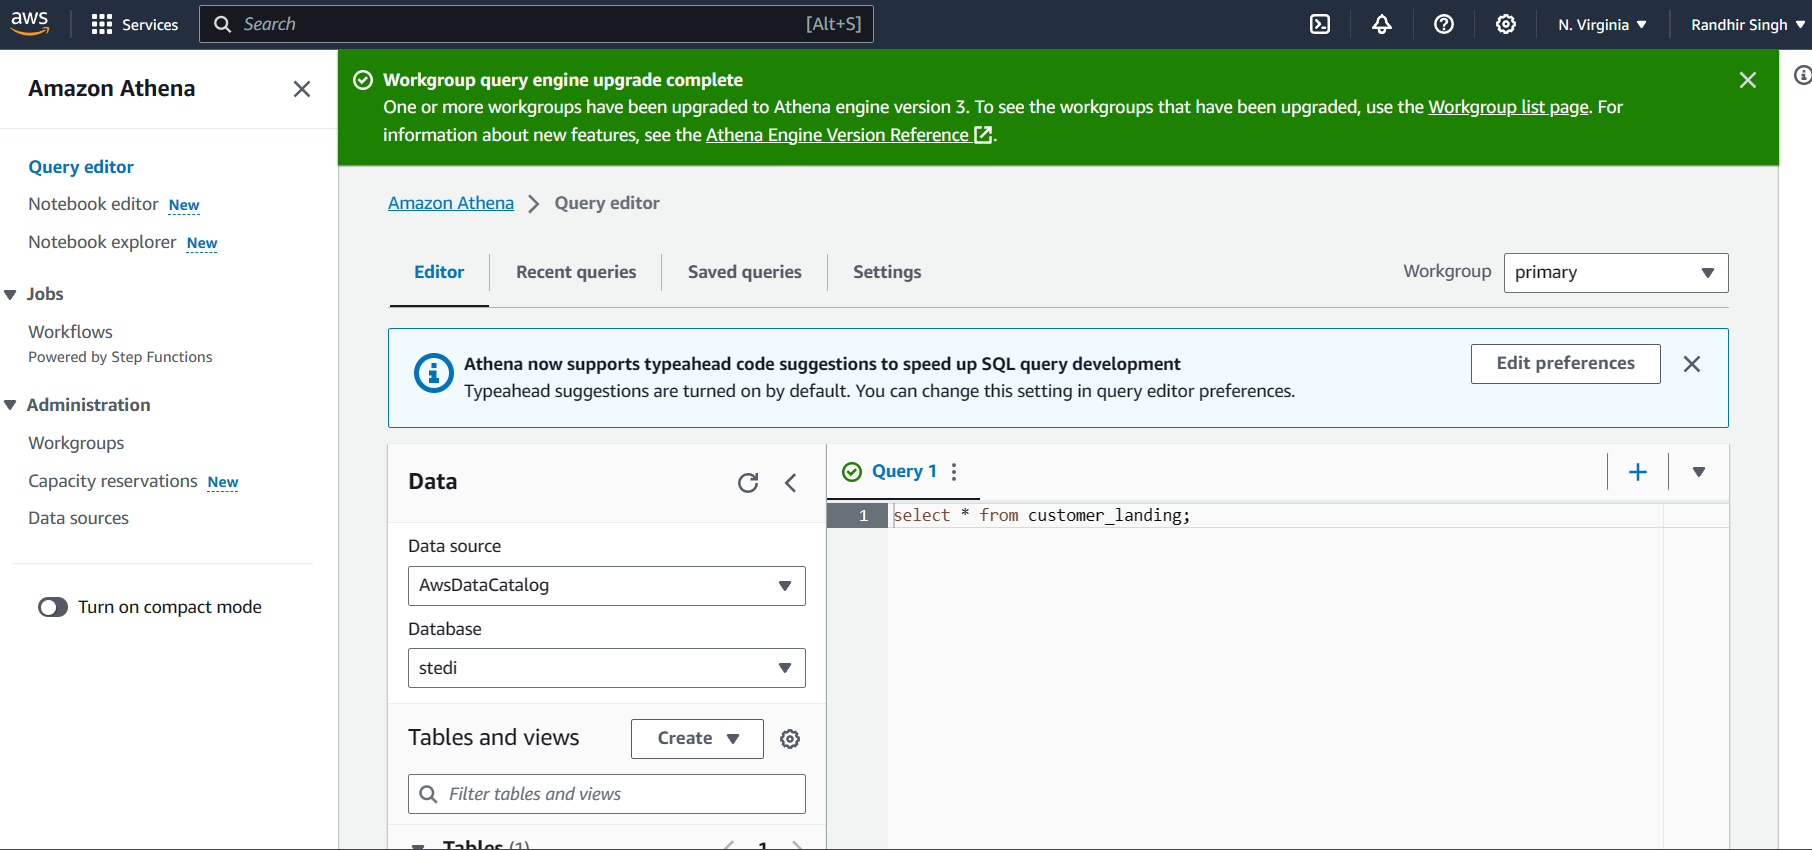 aws
Services
Search
[Alt+S]
N. Virginia
Randhir Singh
Amazon Athena
Query editor
Notebook editor New
Notebook explorer New
Jobs
Workflows
Powered by Step Functions
Administration
Workgroups
Capacity reservations New
Data sources
Turn on compact mode
Workgroup query engine upgrade complete
One or more workgroups have been upgraded to Athena engine version 3. To see the workgroups that have been upgraded, use the Workgroup list page. For
information about new features, see the Athena Engine Version Reference.
Amazon Athena > Query editor
Editor
Recent queries
Saved queries
Settings
Workgroup
primary
Athena now supports typeahead code suggestions to speed up SQL query development
Typeahead suggestions are turned on by default. You can change this setting in query editor preferences.
Edit preferences
Data
Data source
AwsDataCatalog
Database
stedi
Tables and views
Create
Filter tables and views
Tables (1)
1
Query 1
1
select * from customer_landing;